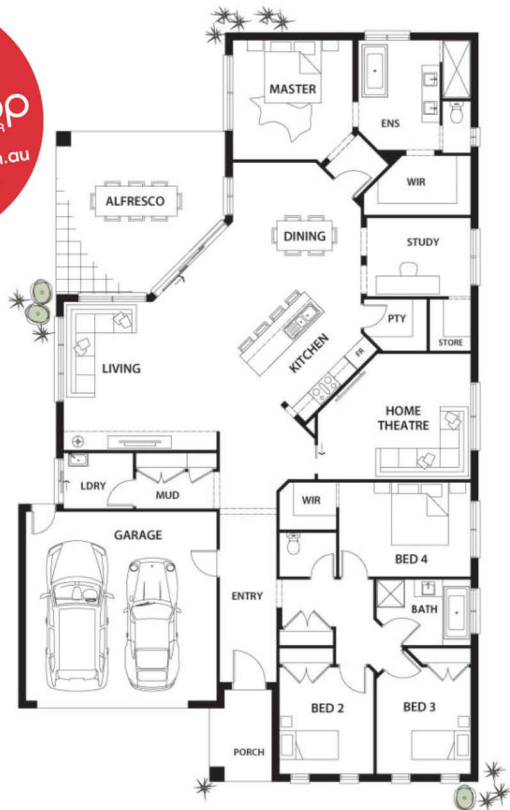 .au
MASTER
ENS
WIR
ALFRESCO
DINING
STUDY
PTY
STORE
KITCHEN
FR
LIVING
HOME
THEATRE
LDRY
MUD
WIR
GARAGE
BED 4
ENTRY
BATH
BED 2
BED 3
PORCH